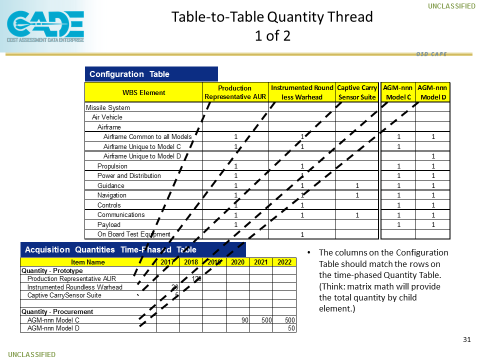 UNCLASSIFIED
CADE
COST ASSESSMENT DATA ENTERPRISE
Table-to-Table Quantity Thread
1 of 2
OSD CAPE
Configuration Table
WBS Element Production Representative AUR Instrumented Round less Warhead Captive Carry Sensor Suite AGM-nnn Model C AGM-nnn Model D
Missile System
Air Vehicle
Airframe
Airframe Common to all Models 1 1 1 1
Airframe Unique to Model C 1 1 1
Airframe Unique to Model D 1
Propulsion 1 1 1 1
Power and Distribution 1 1 1 1
Guidance 1 1 1 1 1
Navigation 1 1 1 1 1
Controls 1 1 1 1
Communications 1 1 1 1 1
Payload 1 1 1
On Board Test Equipment 1
Acquisition Quantities Time-Phased Table
Item Name 2017 2018 2019 2020 2021 2022
Quantity - Prototype
Production Representative AUR
Instrumented Roundless Warhead
Captive CarrySensor Suite
Quantity - Procurement
AGM-nnn Model C 90 500 500
AGM-nnn Model D 50
• The columns on the Configuration
Table should match the rows on
the time-phased Quantity Table.
(Think: matrix math will provide
the total quantity by child
element.)
31
UNCLASSIFIED